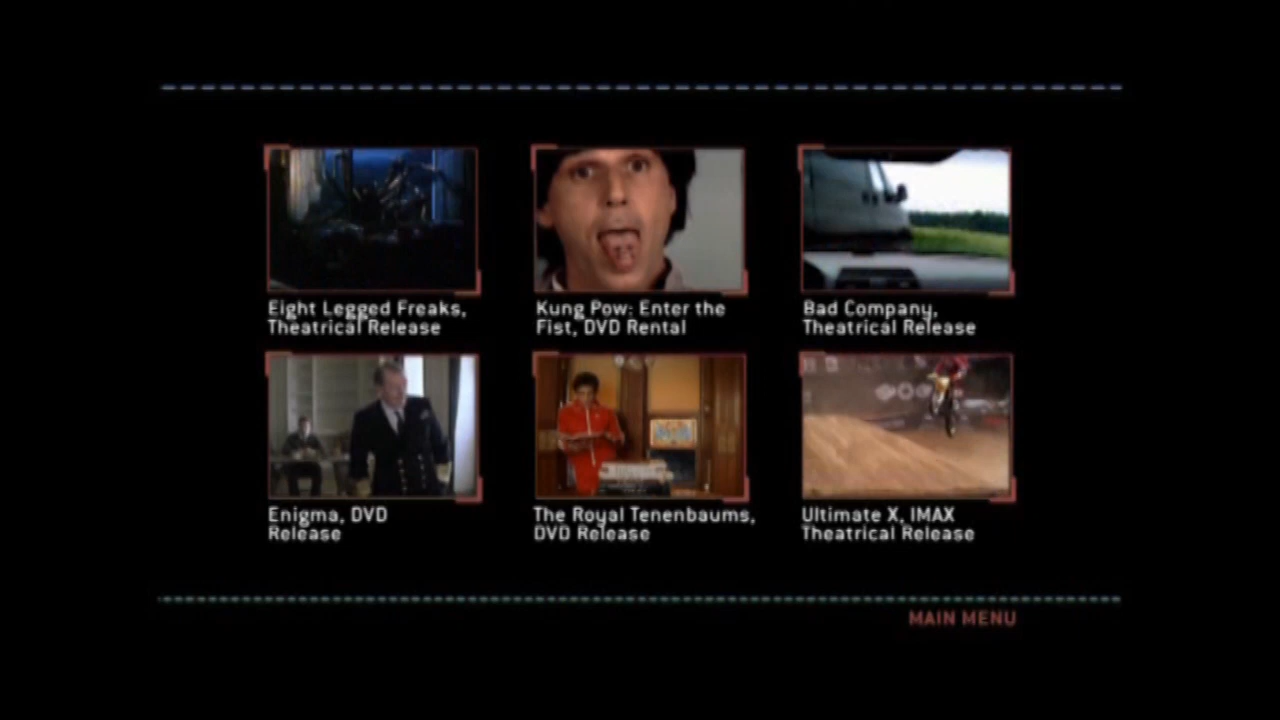 Eight Legged Freaks,
Theatrical Release
Kung Pow: Enter the
Fist, DVD Rental
Bad Company,
Theatrical Release
Enigma, DVD
Release
The Royal Tenenbaums,
DVD Release
Ultimate X, IMAX
Theatrical Release
MAIN MENU